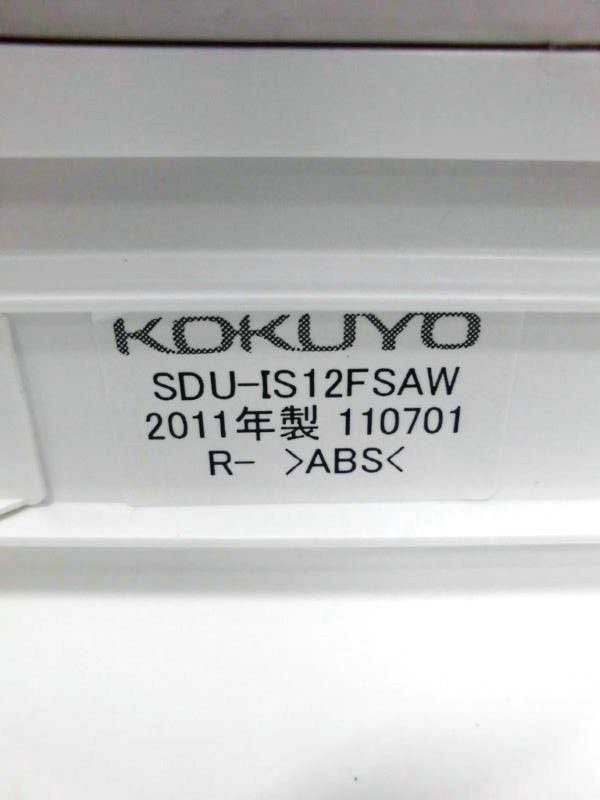 KOKUYO
SDU-IS12FSAW
2011年製 110701
R- >ABS<